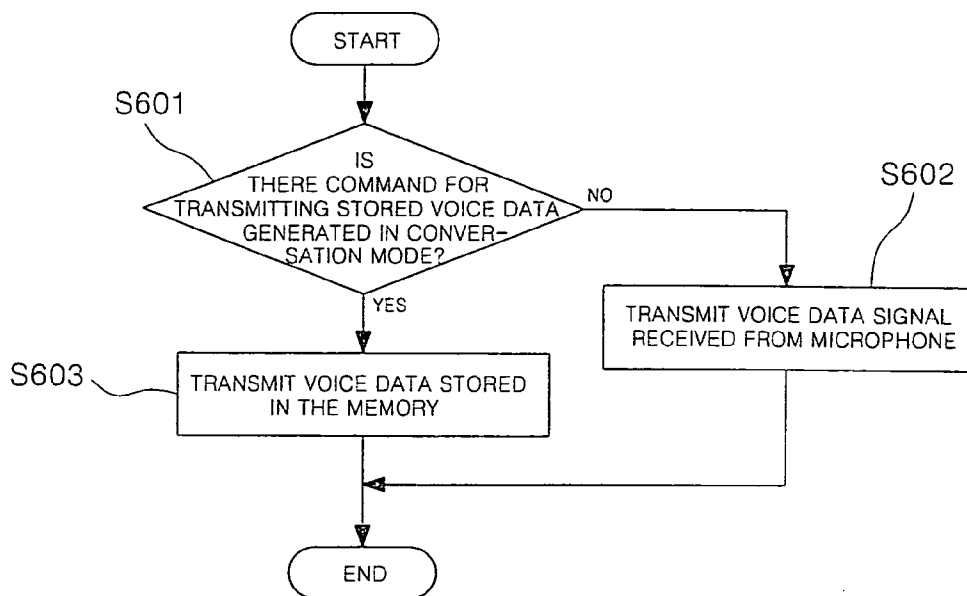 START
S601
IS
THERE COMMAND FOR
TRANSMITTING STORED VOICE DATA
GENERATED IN CONVER-
SATION MODE?
NO
S602
YES
TRANSMIT VOICE DATA SIGNAL
RECEIVED FROM MICROPHONE
S603
TRANSMIT VOICE DATA STORED
IN THE MEMORY
END